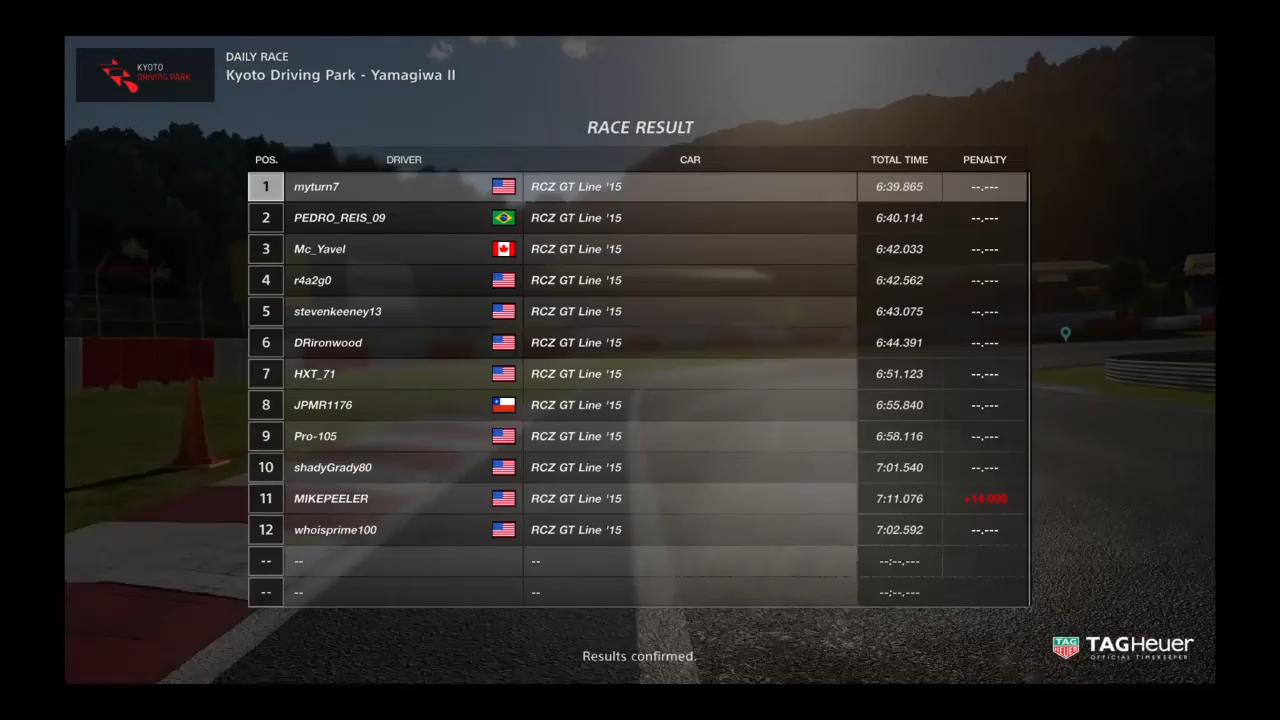 KYOTO
DRIVING PARK
DAILY RACE
Kyoto Driving Park - Yamagiwa II
RACE RESULT
POS. DRIVER CAR TOTAL TIME PENALTY
1 myturn7 RCZ GT Line '15 6:39.865 --.---
2 PEDRO_REIS_09 RCZ GT Line '15 6:40.114 --.---
3 Mc_Yavel RCZ GT Line '15 6:42.033 --.---
4 r4a2g0 RCZ GT Line '15 6:42.562 --.---
5 stevenkeeney13 RCZ GT Line '15 6:43.075 --.---
6 DRironwood RCZ GT Line '15 6:44.391 --.---
7 HXT_71 RCZ GT Line '15 6:51.123 --.---
8 JPMR1176 RCZ GT Line '15 6:55.840 --.---
9 Pro-105 RCZ GT Line '15 6:58.116 --.---
10 shadyGrady80 RCZ GT Line '15 7:01.540 --.---
11 MIKEPEELER RCZ GT Line '15 7:11.076 +14.000
12 whoisprime100 RCZ GT Line '15 7:02.592 --.---
-- -- -- --:--.---
-- -- -- --:--.---
Results confirmed.
TAG HEUER TAGHeuer
OFFICIAL TIMEKEEPER